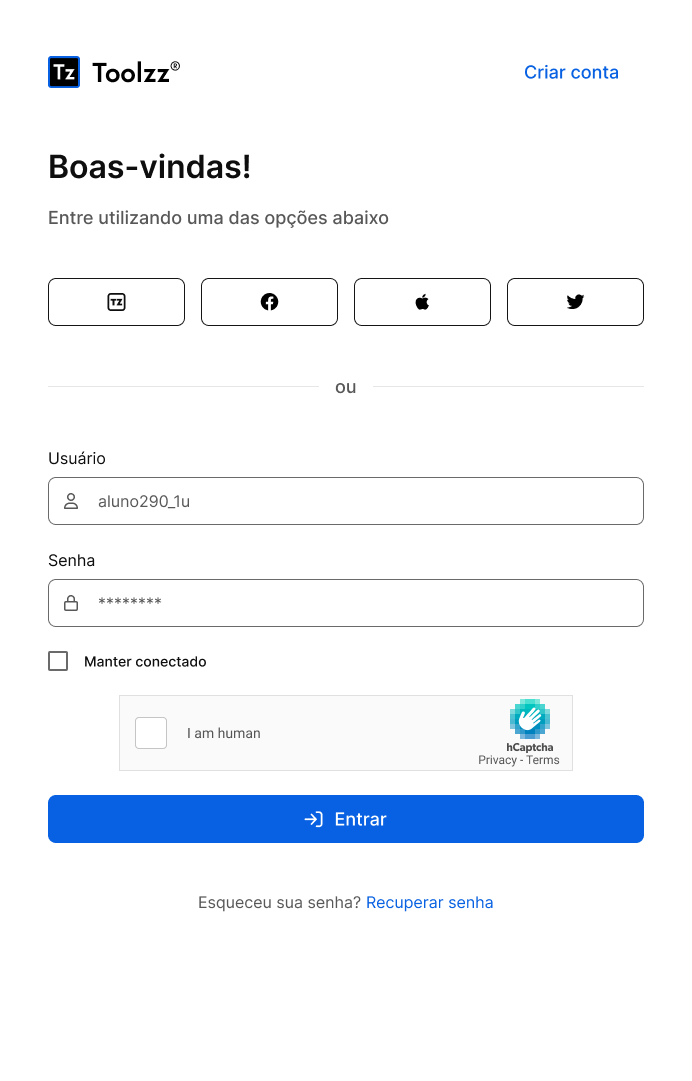 Tz Toolzz®
Criar conta
Boas-vindas!
Entre utilizando uma das opções abaixo
TZ
ou
Usuário
aluno290_1u
Senha
********
Manter conectado
I am human
hCaptcha
Privacy - Terms
Entrar
Esqueceu sua senha? Recuperar senha